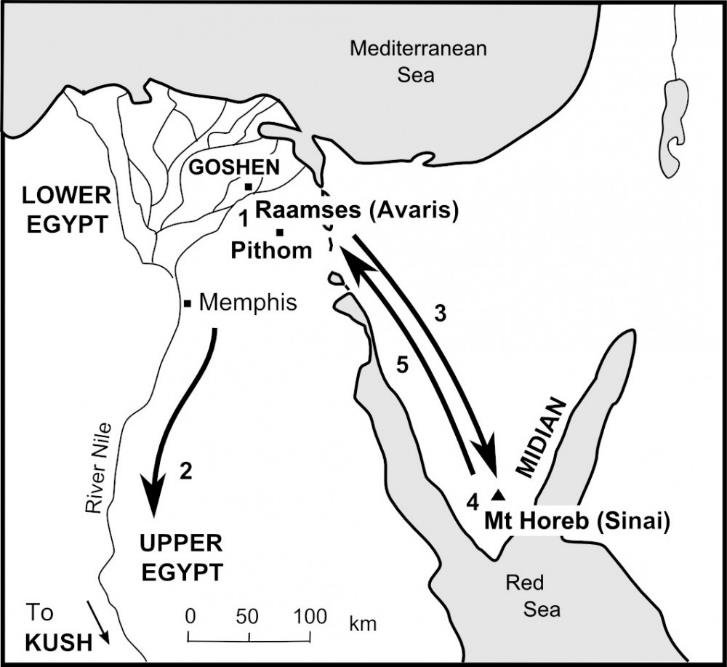 Mediterranean
Sea
GOSHEN
LOWER
EGYPT
1
Raamses (Avaris)
Pithom
Memphis
3
5
2
River Nile
MIDIAN
4
Mt Horeb (Sinai)
UPPER
EGYPT
Red
Sea
To
KUSH
0 50 100 km